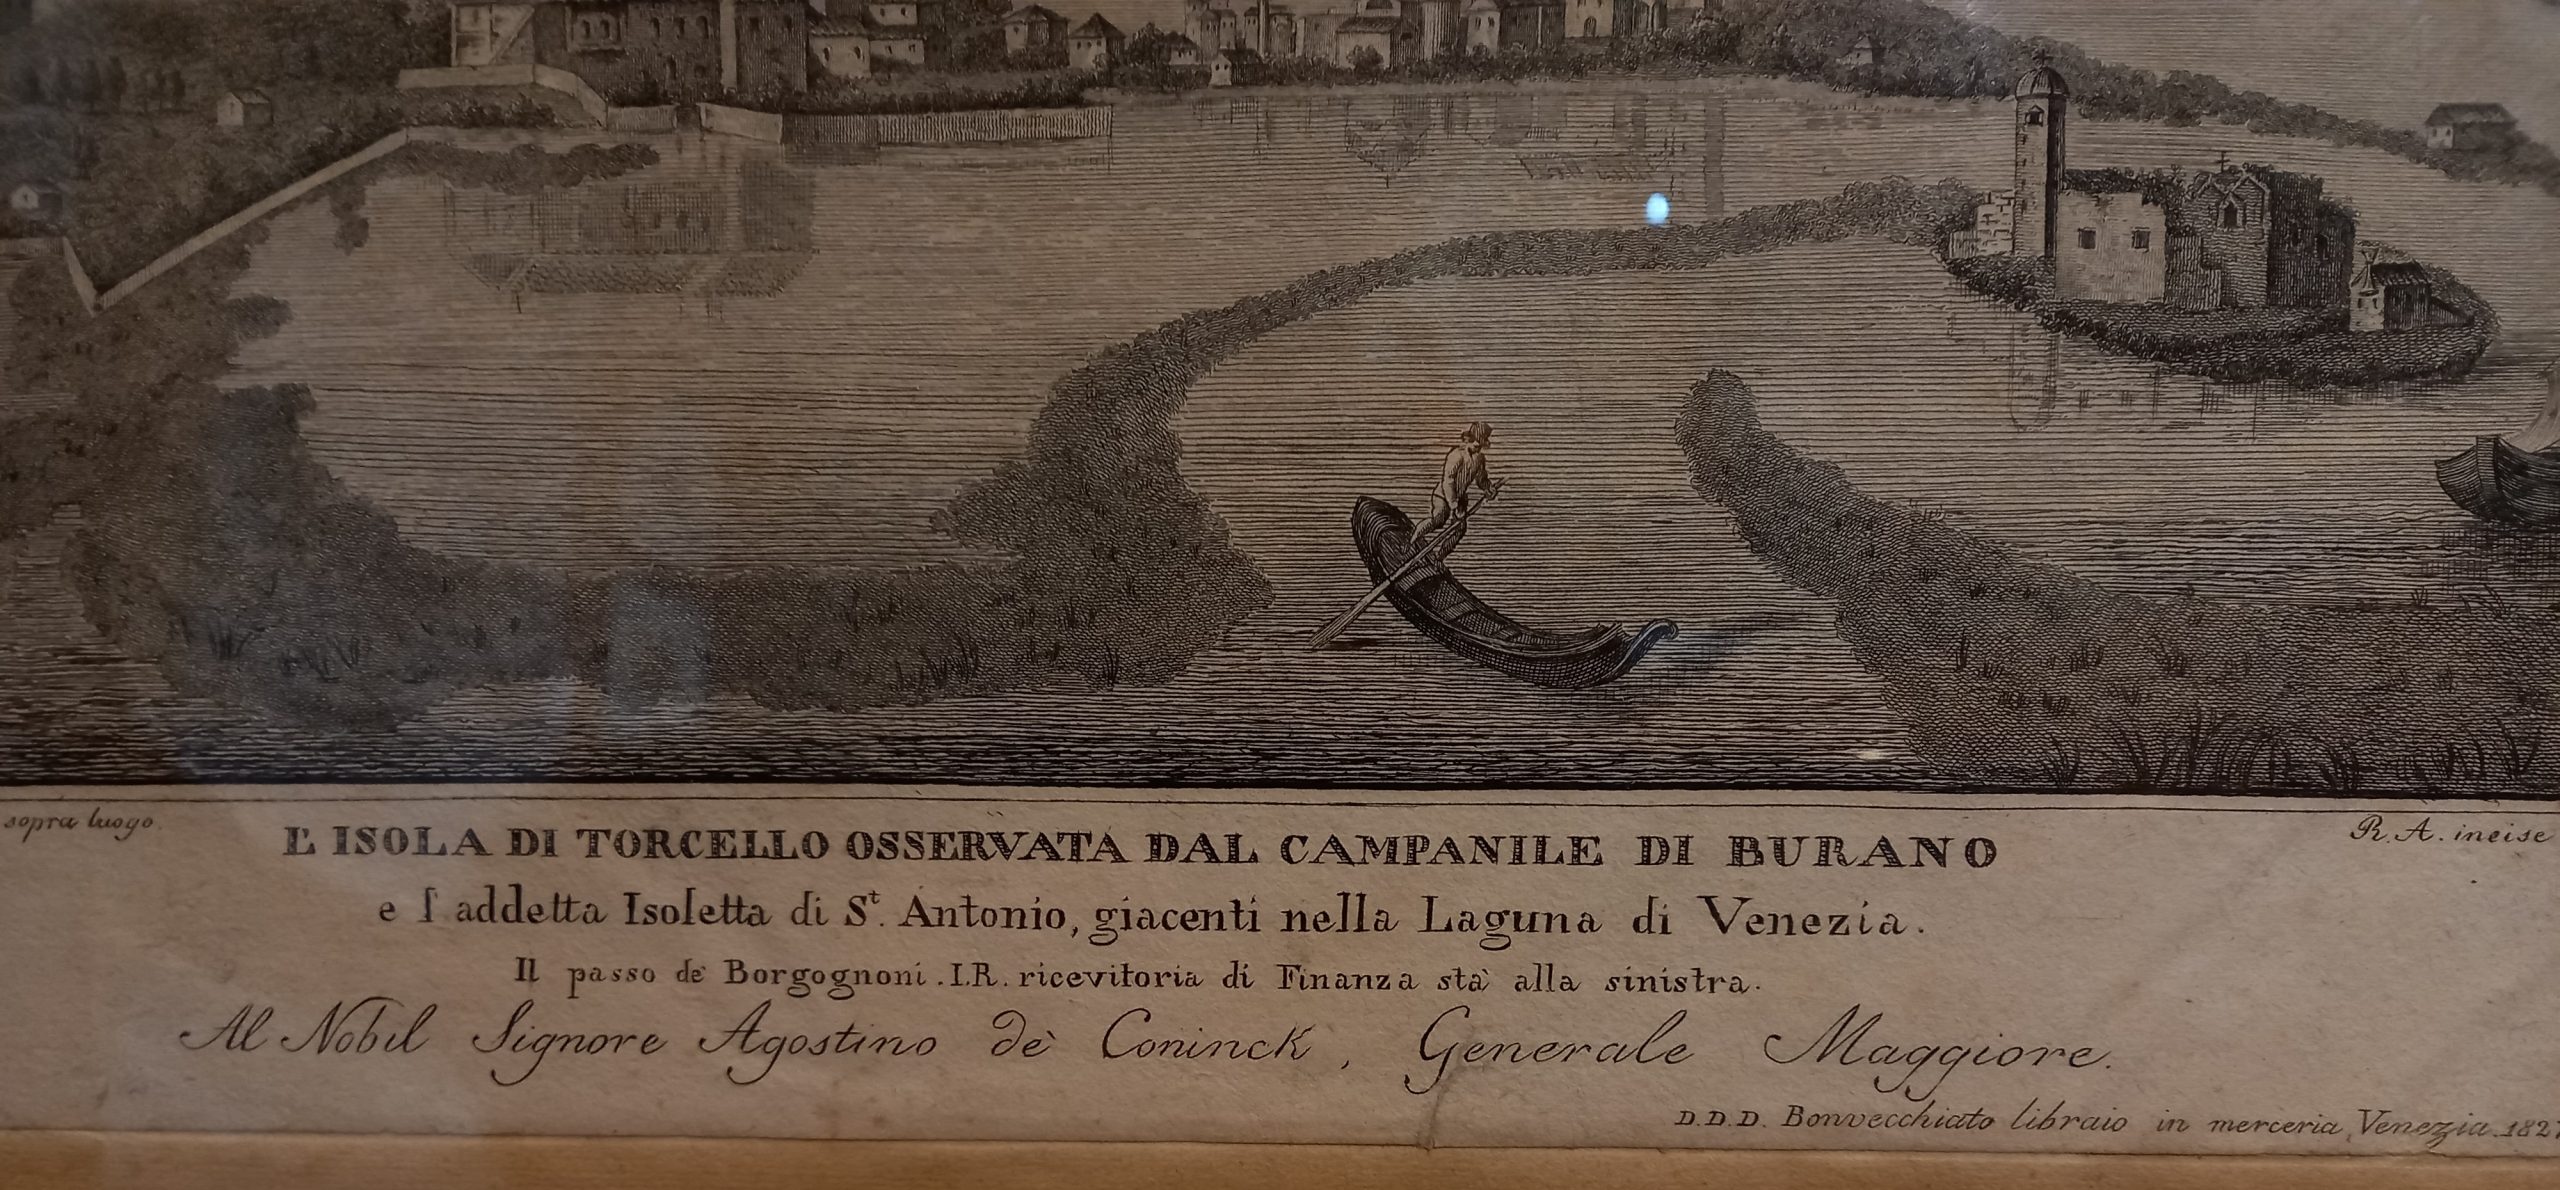 sopra luogo.
R. A. incise
L'ISOLA DI TORCELLO OSSERVATA DAL CAMPANILE DI BURANO
e l'addetta Isoletta di St. Antonio, giacenti nella Laguna di Venezia.
Il passo de' Borgognoni. I.R. ricevitoria di Finanza stà alla sinistra.
Al Nobil Signore Agostino dè Coninck, Generale Maggiore.
D.D.D. Bonvecchiato libraio in merceria, Venezia. 1827